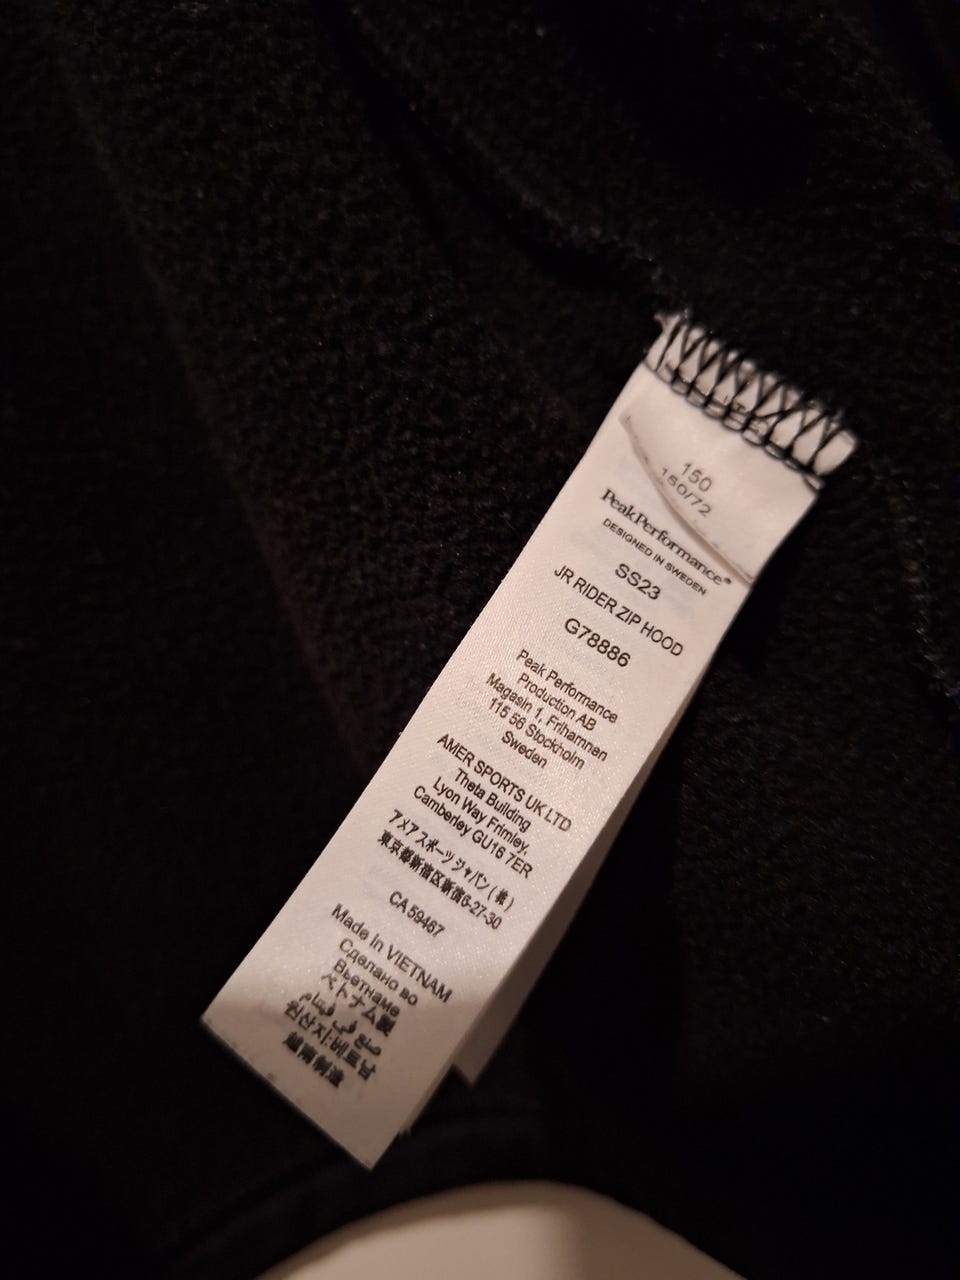 150
150/72
PeakPerformance®
DESIGNED IN SWEDEN
SS23
JR RIDER ZIP HOOD
G78886
Peak Performance
Production AB
Magasin 1, Frihamnen
115 56 Stockholm
Sweden
AMER SPORTS UK LTD
Theta Building
Lyon Way Frimley,
Camberley GU16 7ER
アメアスポーツジャパン(株)
東京都新宿区新宿6-27-30
CA 59467
Made in VIETNAM
Сделано во
Вьетнаме
ベトナム製
صنع في فيتنام
원산지:베트남
越南制造